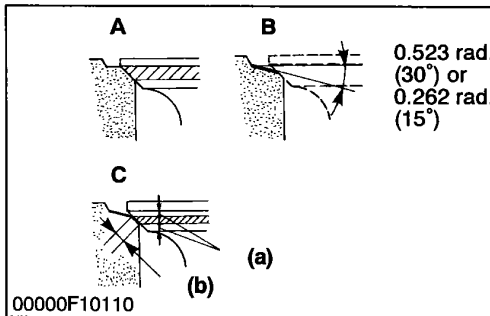 A
B
0.523 rad.
(30°) or
0.262 rad.
(15°)
C
(a)
(b)
00000F10110